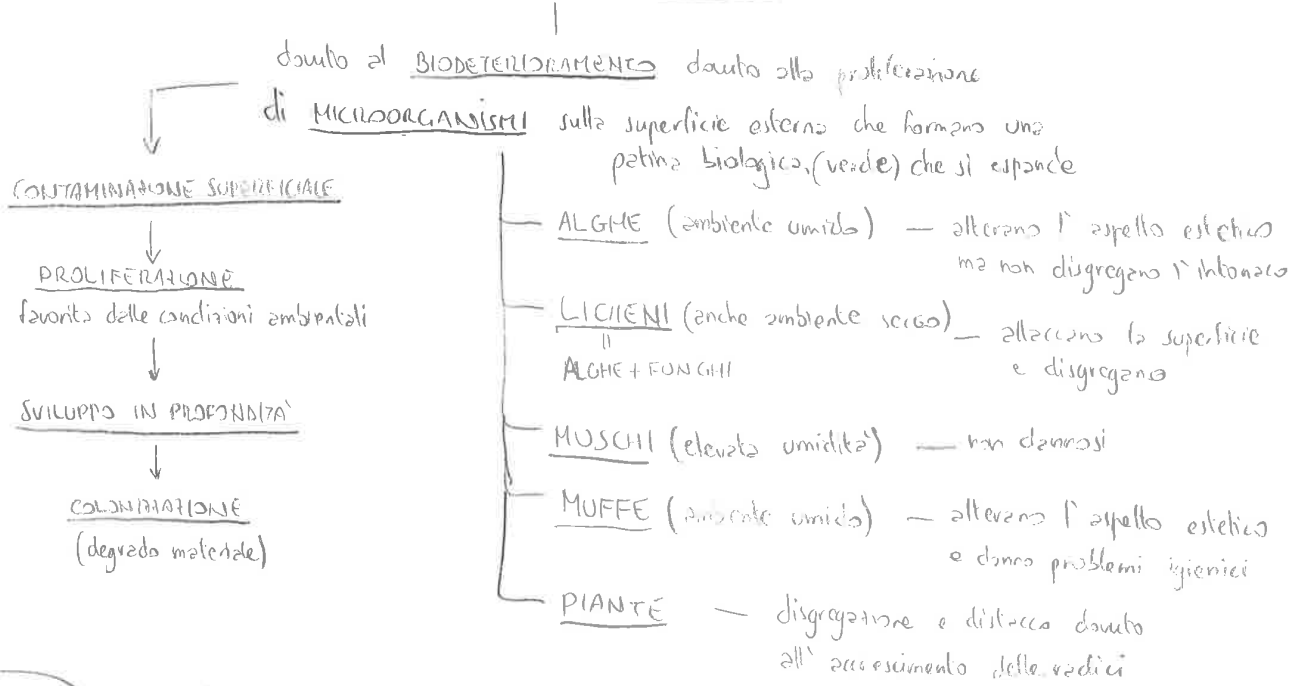 dovuto al BIODETERIORAMENTO dovuto alla proliferazione
di MICROORGANISMI sulla superficie esterna che formano una
patina biologica, (verde) che si espande
CONTAMINAZIONE SUPERFICIALE
PROLIFERAZIONE
favorita dalle condizioni ambientali
SVILUPPO IN PROFONDITA'
COLONIZZAZIONE
(degrado materiale)
ALGHE (ambiente umido) — alterano l'aspetto estetico
ma non disgregano l'intonaco
LICHENI (anche ambiente secco) — attaccano la superficie
e disgregano
ALGHE + FUNGHI
MUSCHI (elevata umidità) — non dannosi
MUFFE (ambiente umido) — alterano l'aspetto estetico
e danno problemi igienici
PIANTE — disgregazione e distacco dovuto
all'accrescimento delle radici